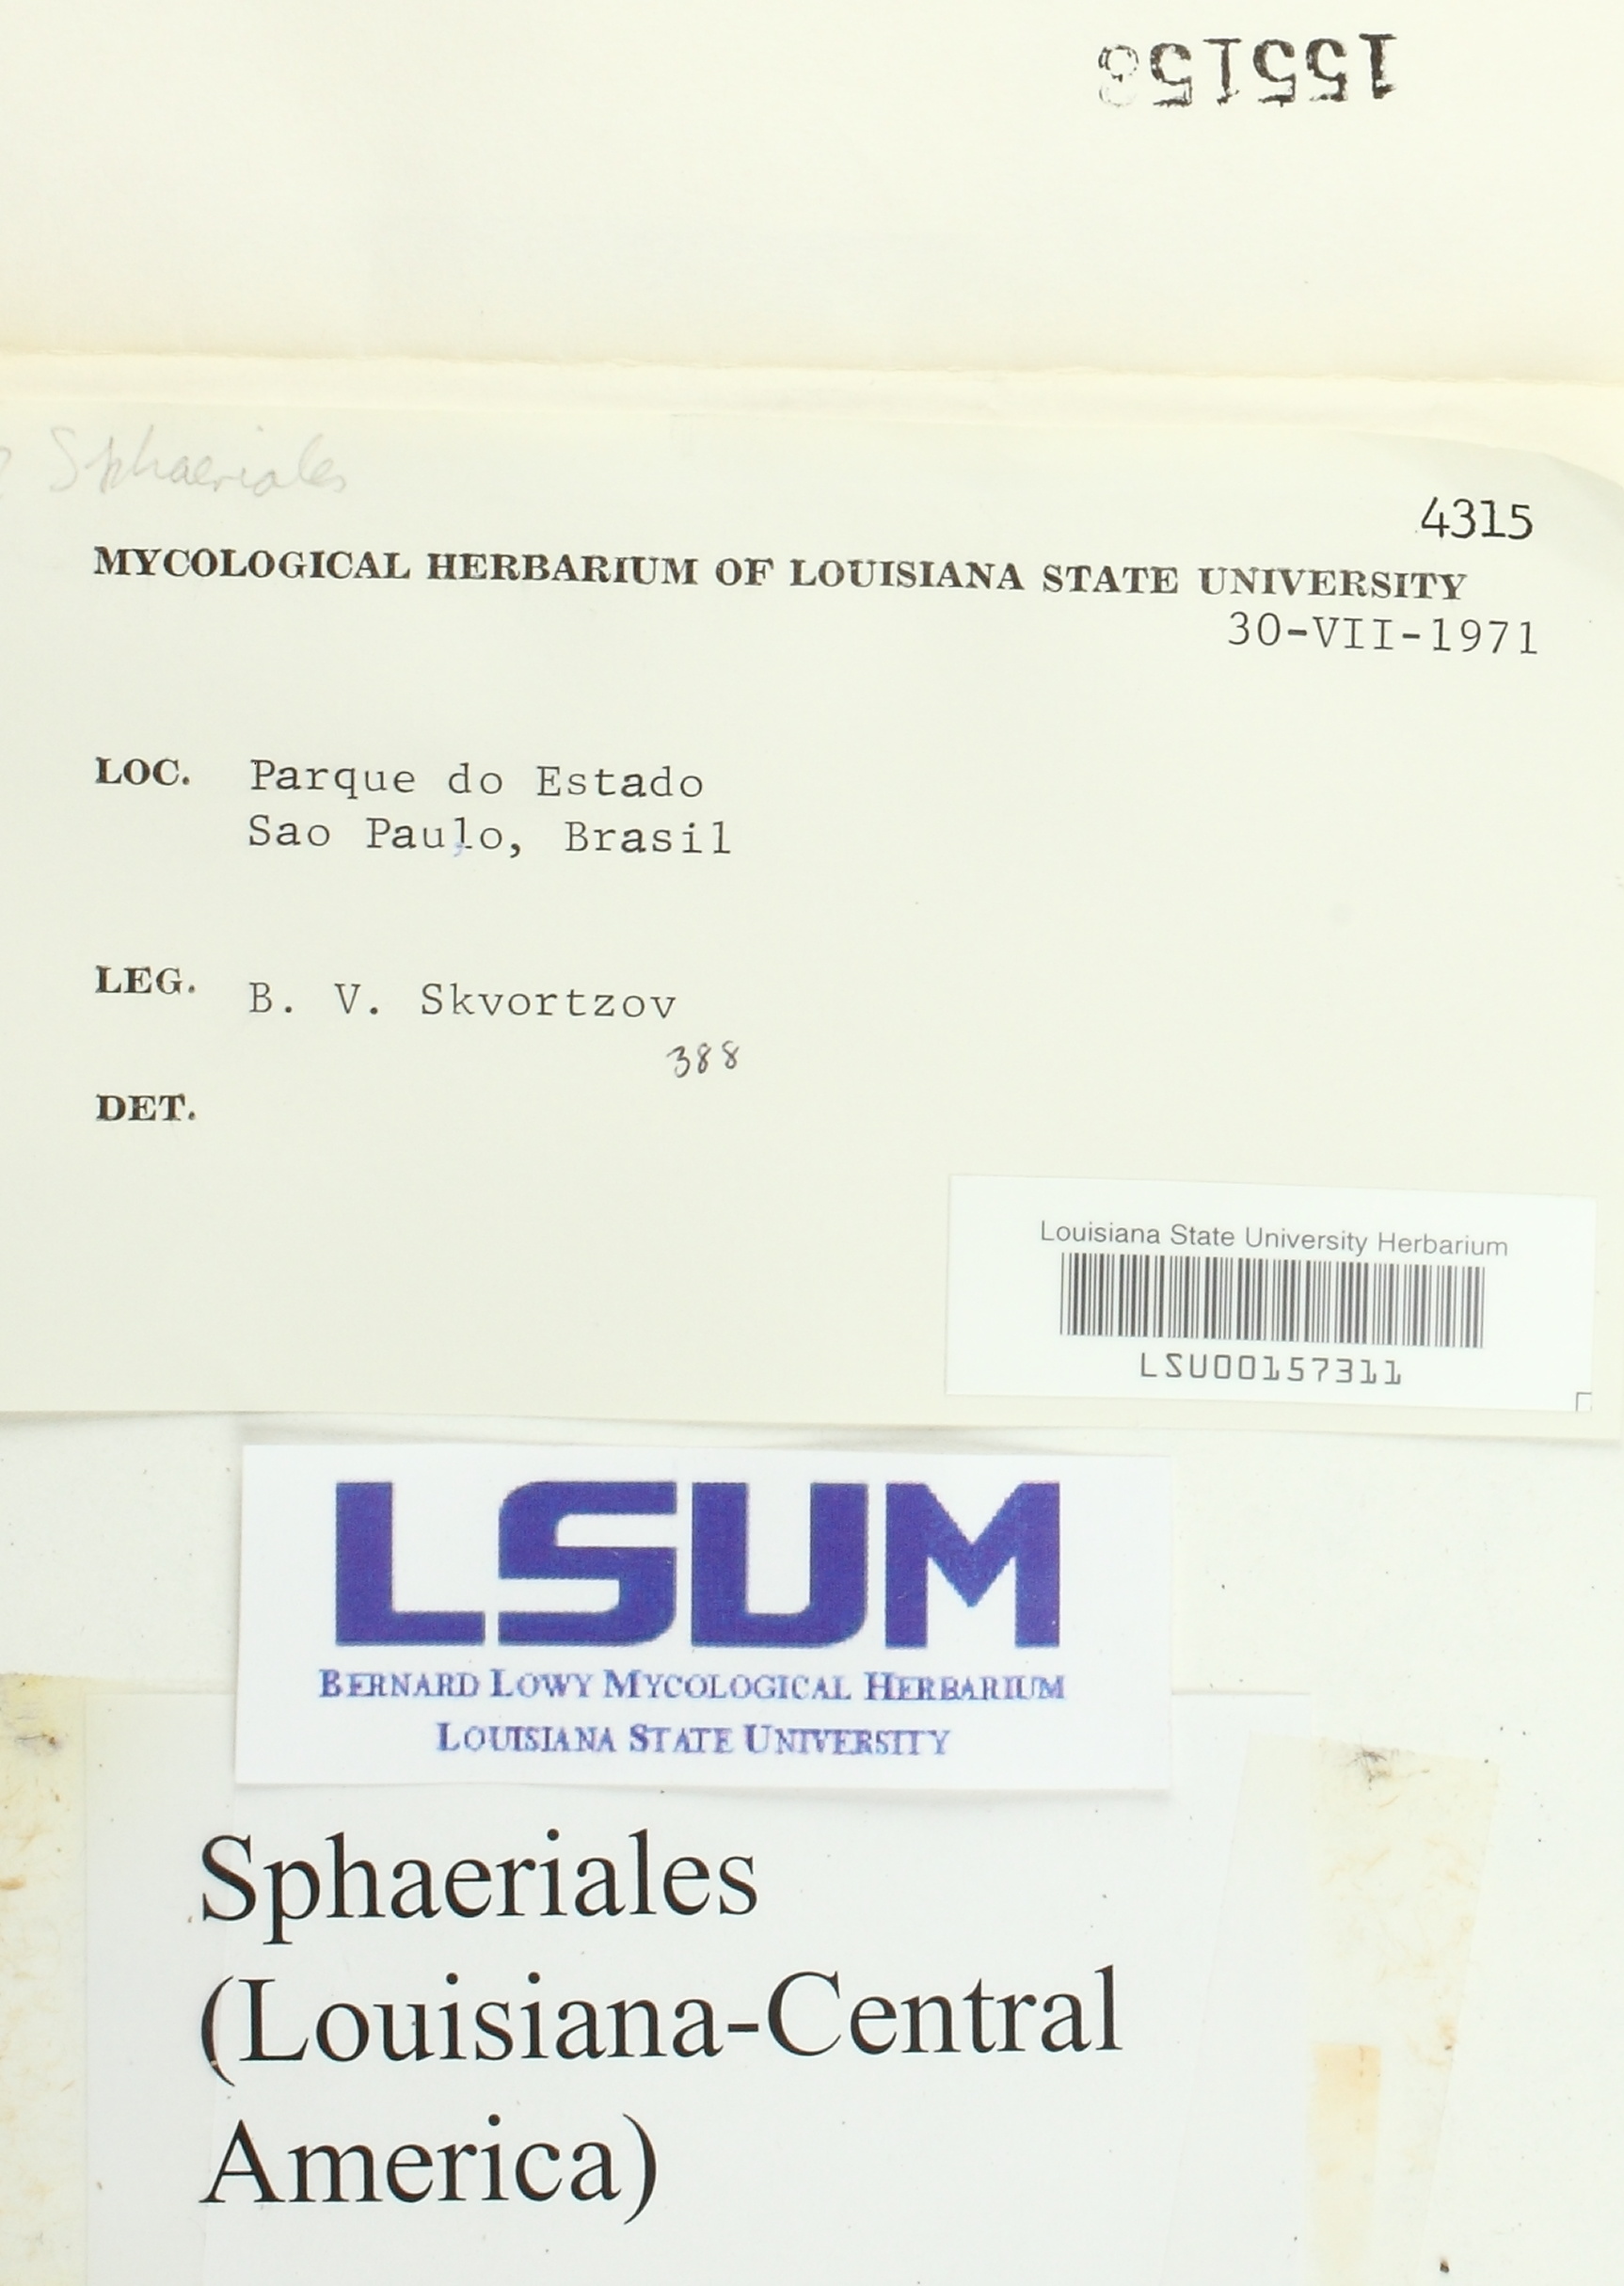 155158
? Sphaeriales
4315
MYCOLOGICAL HERBARIUM OF LOUISIANA STATE UNIVERSITY
30-VII-1971
LOC. Parque do Estado
Sao Paulo, Brasil
LEG. B. V. Skvortzov
388
DET.
Louisiana State University Herbarium
LSU00157311
LSUM
BERNARD LOWY MYCOLOGICAL HERBARIUM
LOUISIANA STATE UNIVERSITY
Sphaeriales
(Louisiana-Central
America)